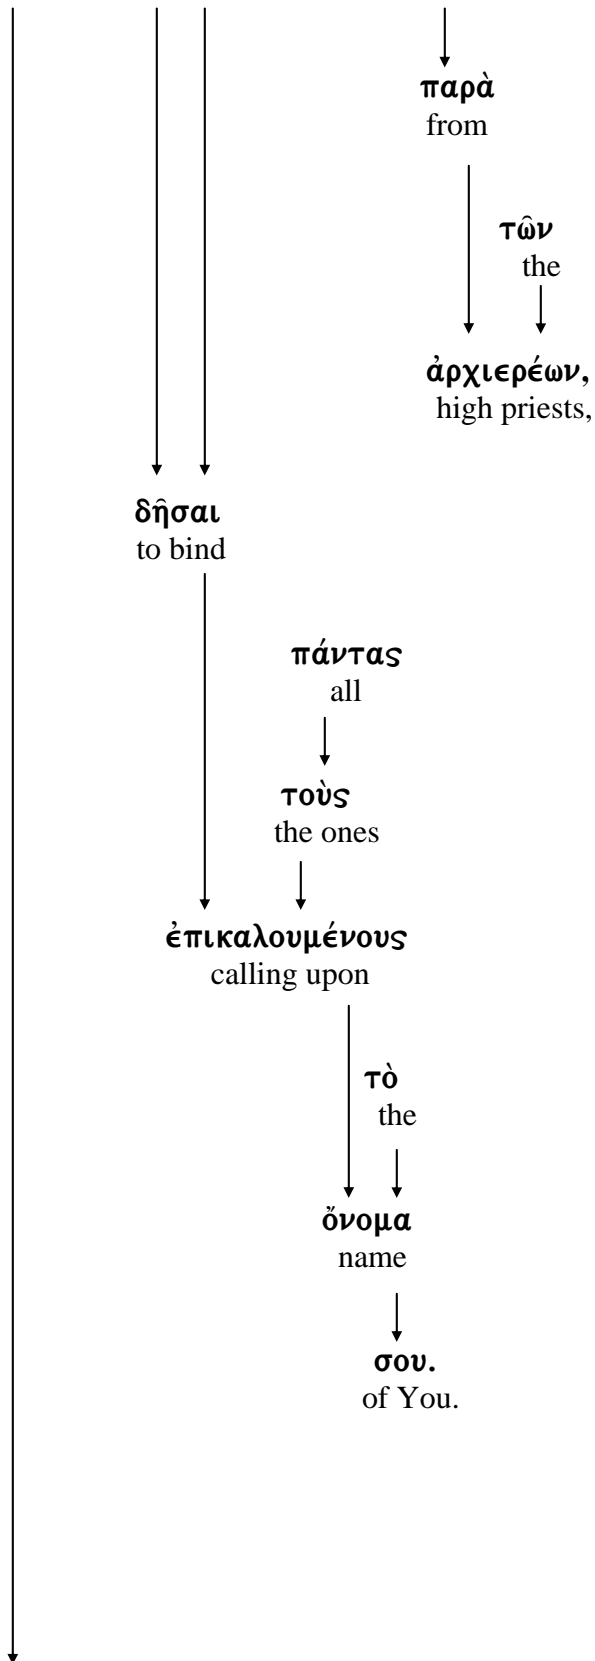 παρὰ
from
τῶν
the
ἀρχιερέων,
high priests,
δῆσαι
to bind
πάντας
all
τοὺς
the ones
ἐπικαλουμένους
calling upon
τὸ
the
ὄνομα
name
σου.
of You.